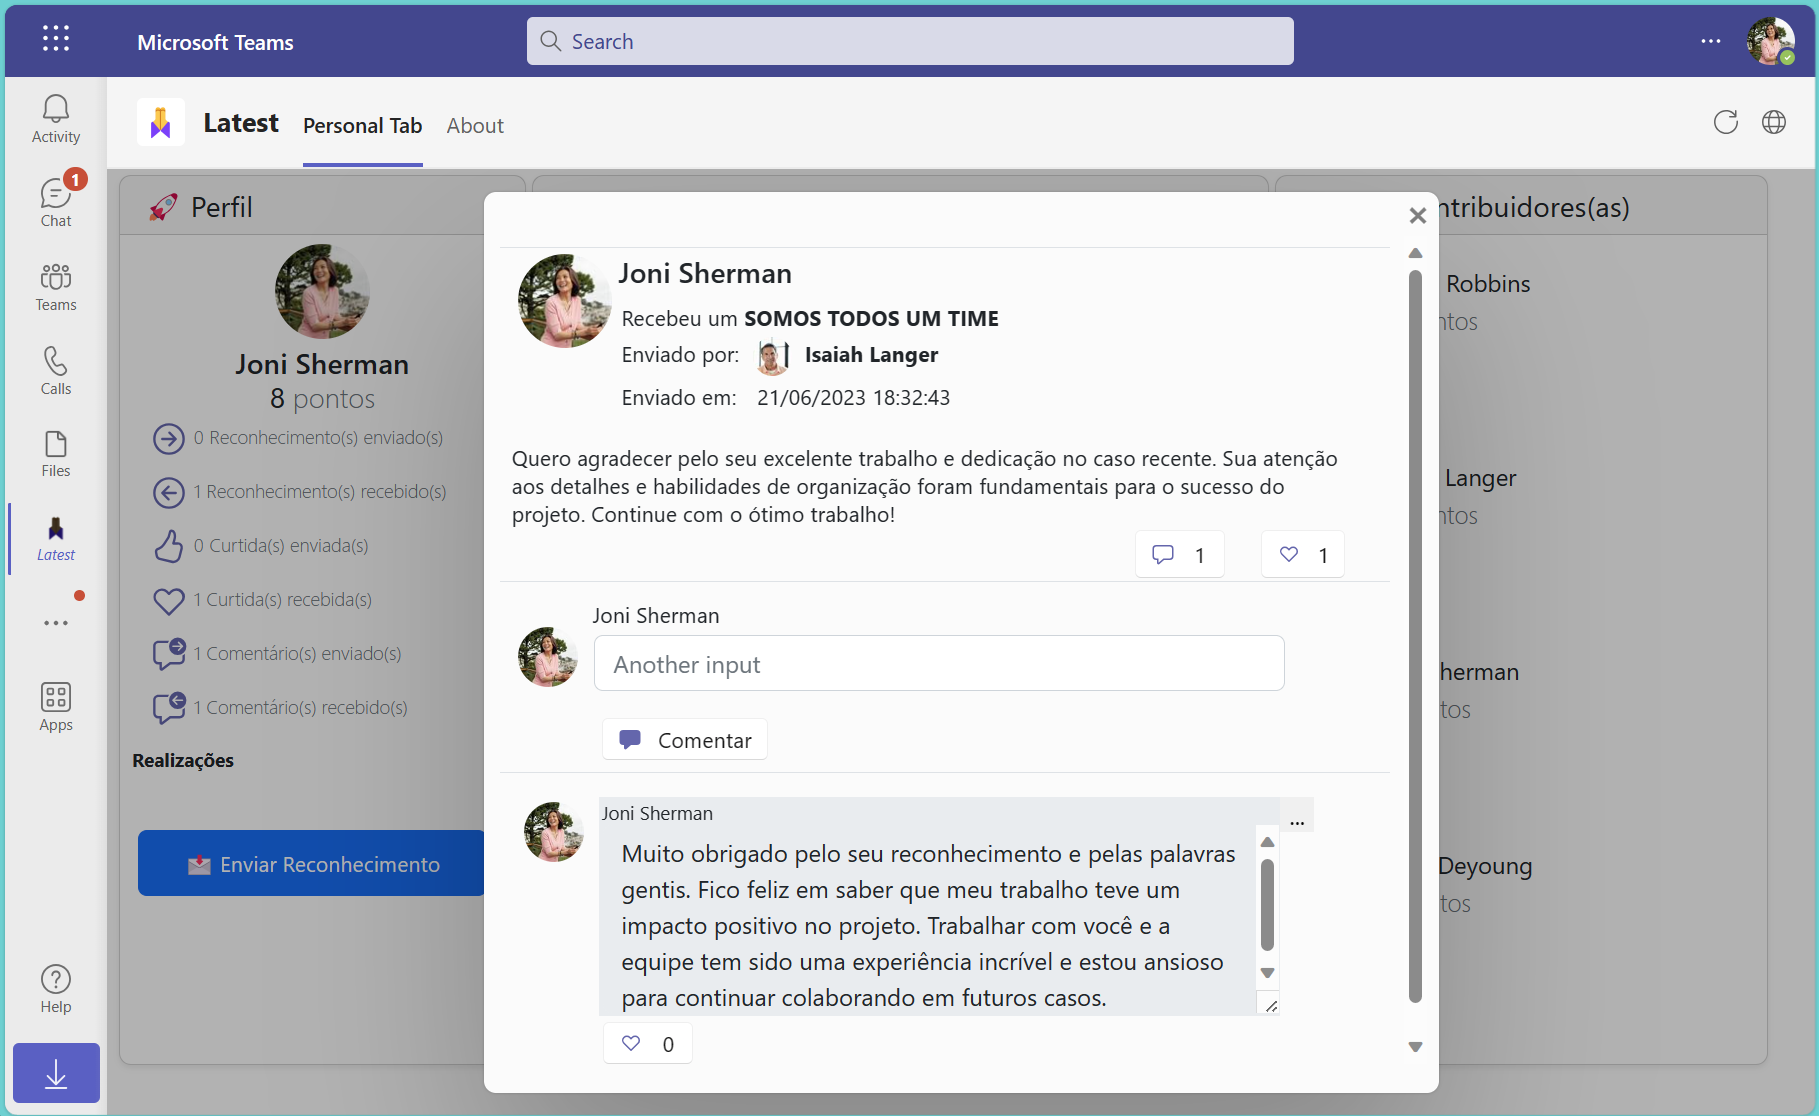 Microsoft Teams
Search
Activity
1
Chat
Teams
Calls
Files
Latest
Apps
Help
Latest
Personal Tab
About
Perfil
Joni Sherman
8 pontos
0 Reconhecimento(s) enviado(s)
1 Reconhecimento(s) recebido(s)
0 Curtida(s) enviada(s)
1 Curtida(s) recebida(s)
1 Comentário(s) enviado(s)
1 Comentário(s) recebido(s)
Realizações
Enviar Reconhecimento
Joni Sherman
Recebeu um SOMOS TODOS UM TIME
Enviado por: Isaiah Langer
Enviado em: 21/06/2023 18:32:43
Quero agradecer pelo seu excelente trabalho e dedicação no caso recente. Sua atenção
aos detalhes e habilidades de organização foram fundamentais para o sucesso do
projeto. Continue com o ótimo trabalho!
1
1
Joni Sherman
Another input
Comentar
Joni Sherman
...
Muito obrigado pelo seu reconhecimento e pelas palavras
gentis. Fico feliz em saber que meu trabalho teve um
impacto positivo no projeto. Trabalhar com você e a
equipe tem sido uma experiência incrível e estou ansioso
para continuar colaborando em futuros casos.
0
ntribuidores(as)
Robbins
ntos
Langer
ntos
herman
tos
Deyoung
tos